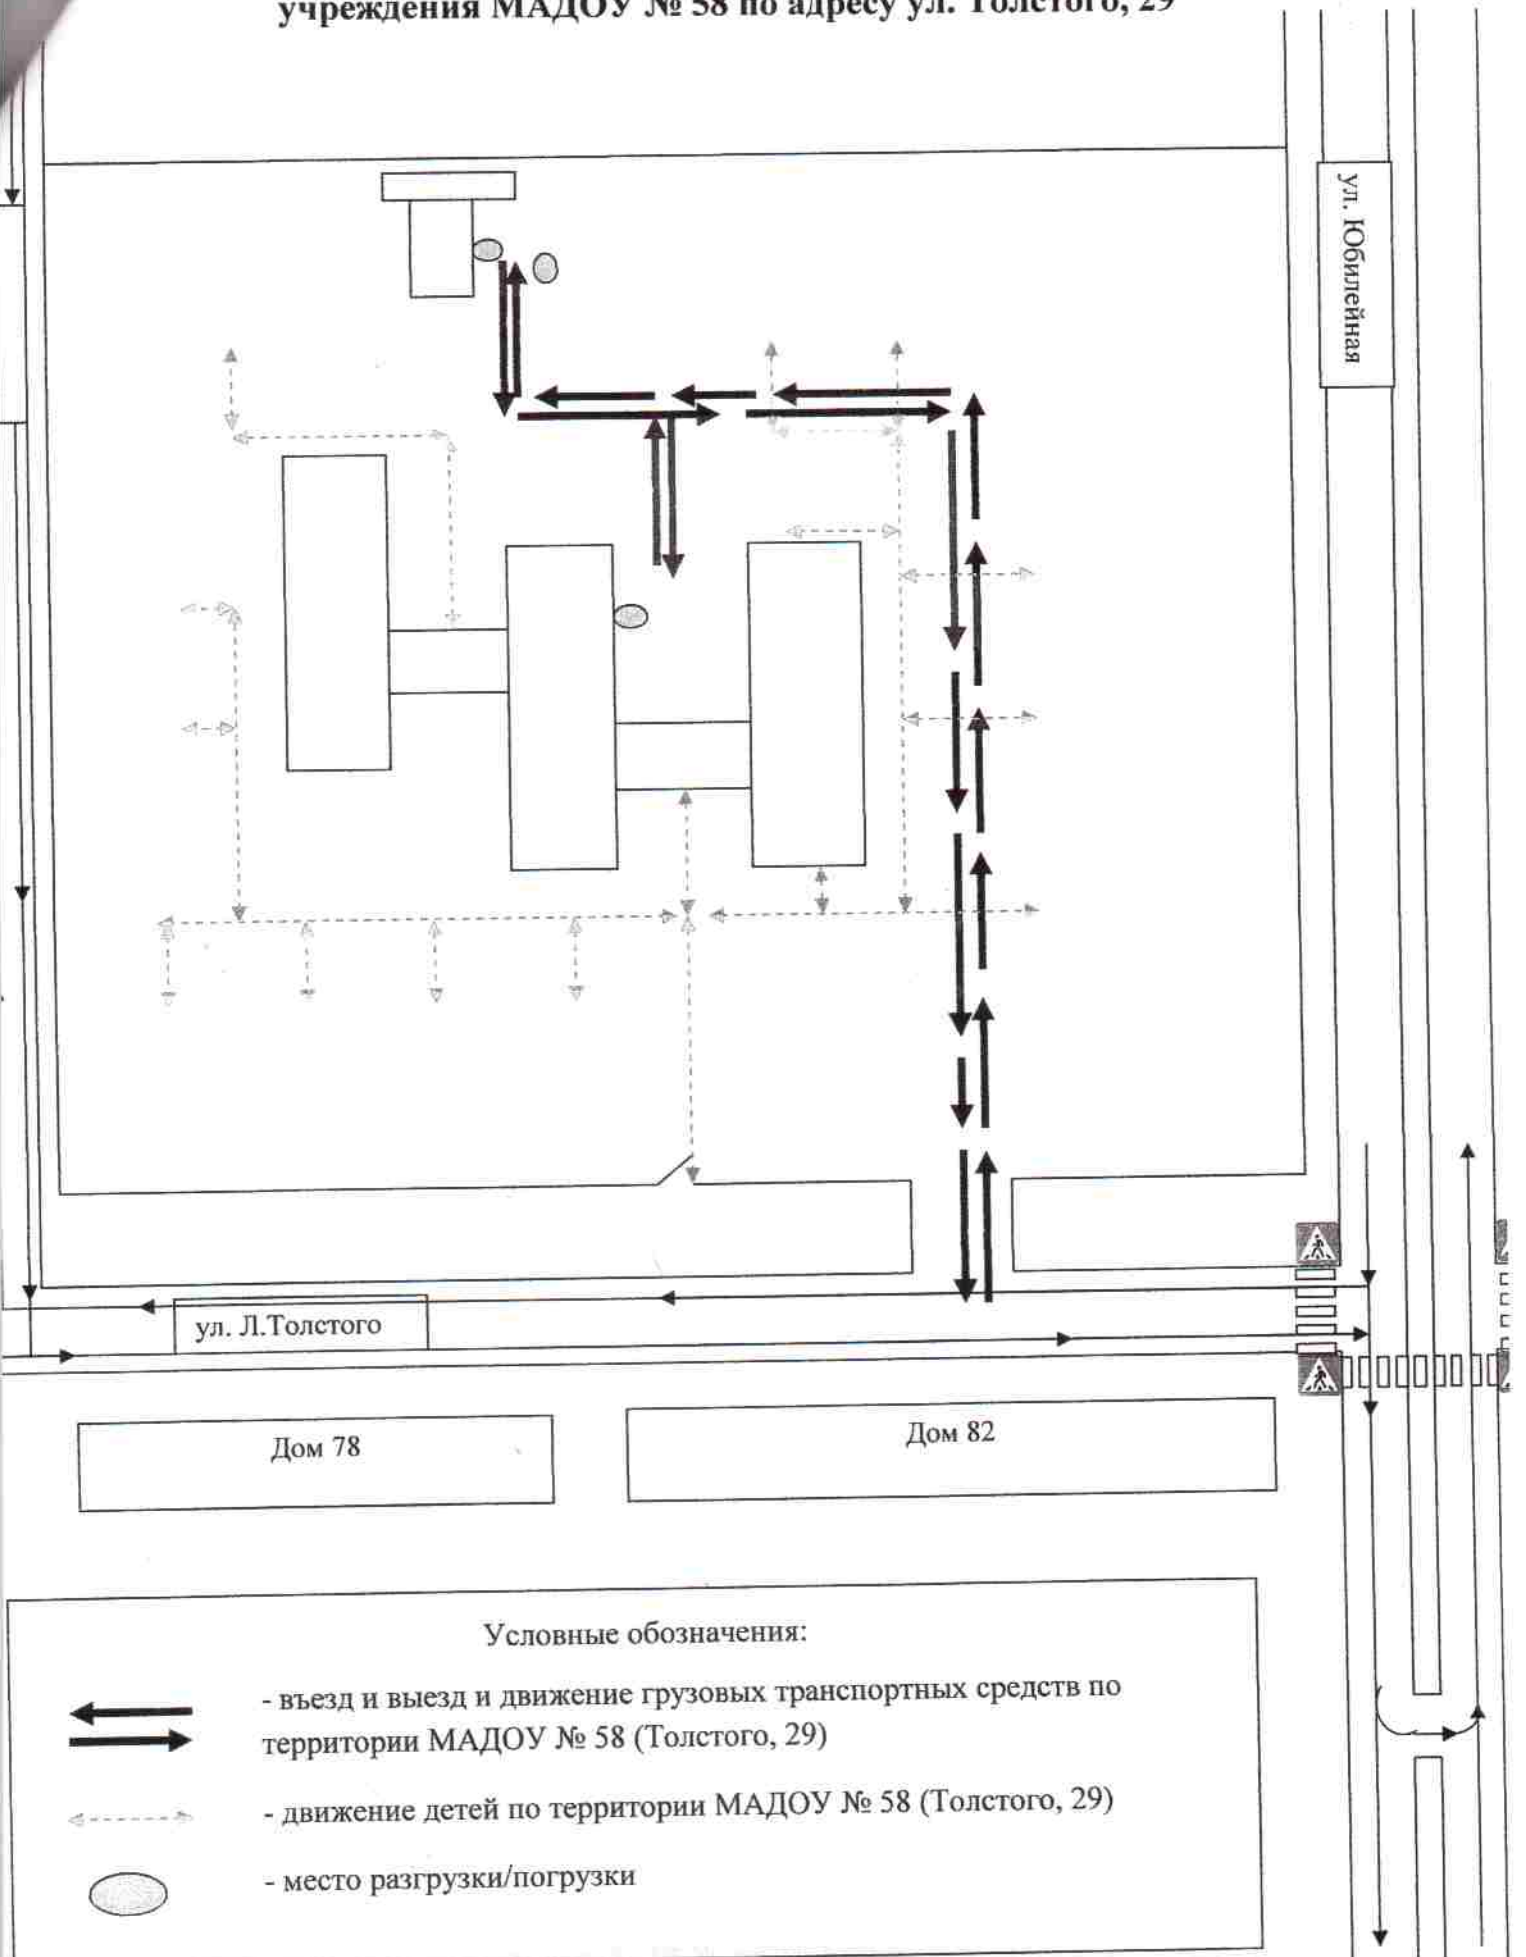 учреждения МАДОУ № 58 по адресу ул. Толстого, 29
ул. Юбилейная
ул. Л.Толстого
Дом 78
Дом 82
Условные обозначения:
- въезд и выезд и движение грузовых транспортных средств по
территории МАДОУ № 58 (Толстого, 29)
- движение детей по территории МАДОУ № 58 (Толстого, 29)
- место разгрузки/погрузки